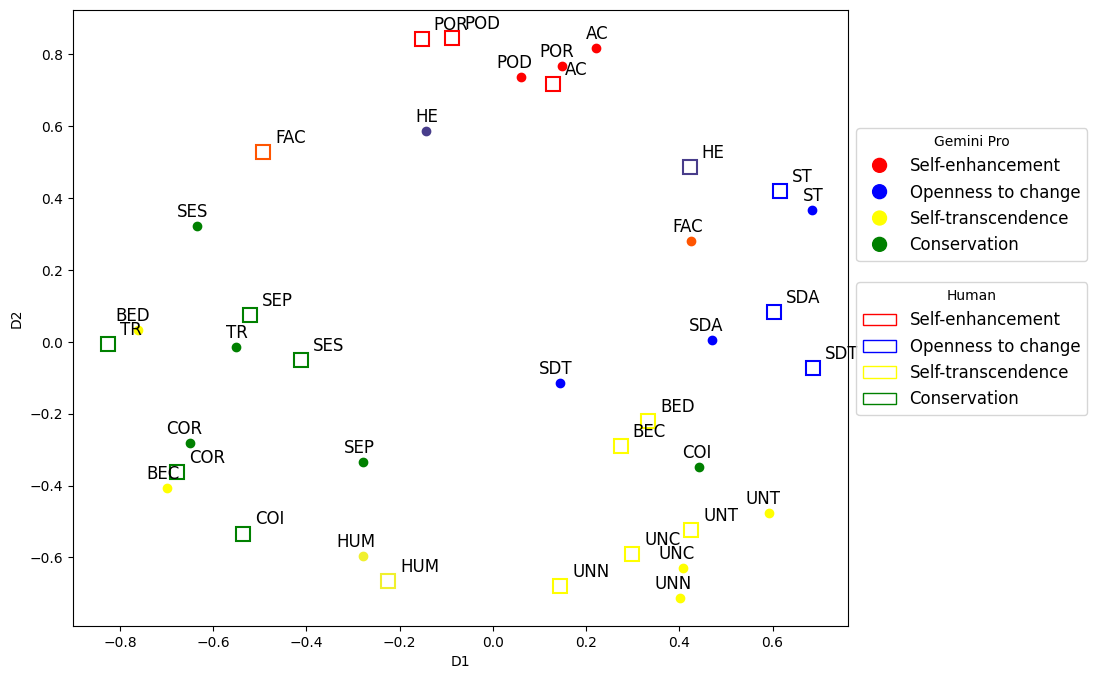 POR
POD
AC
POR
POD
AC
HE
FAC
HE
ST
ST
SES
FAC
SEP
SDA
BED
TR
TR
SES
SDA
SDT
SDT
BED
COR
BEC
SEP
COI
COR
BEC
COI
UNT
UNT
HUM
UNC
UNC
HUM
UNN
UNN
0.8
0.6
0.4
0.2
0.0
−0.2
−0.4
−0.6
D2
−0.8
−0.6
−0.4
−0.2
0.0
0.2
0.4
0.6
D1
Gemini Pro
Self-enhancement
Openness to change
Self-transcendence
Conservation
Human
Self-enhancement
Openness to change
Self-transcendence
Conservation